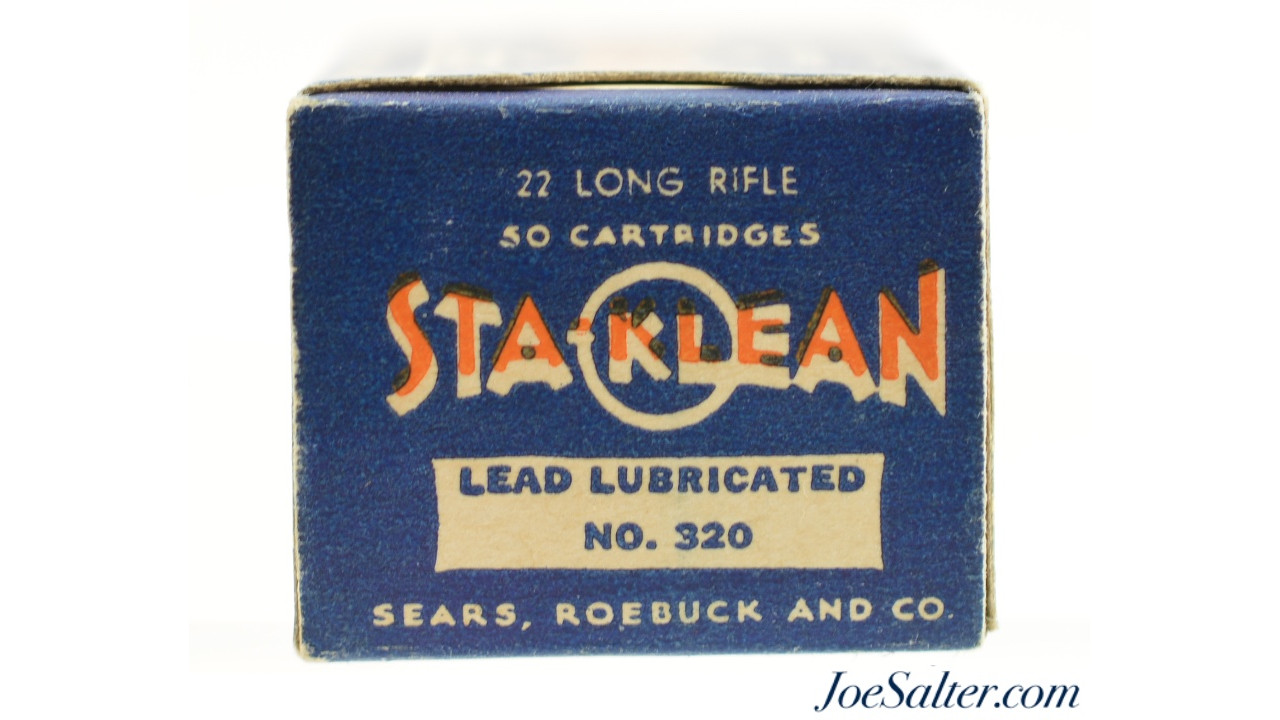 22 LONG RIFLE
50 CARTRIDGES
STA-KLEAN
LEAD LUBRICATED
NO. 320
SEARS, ROEBUCK AND CO.
JoeSalter.com